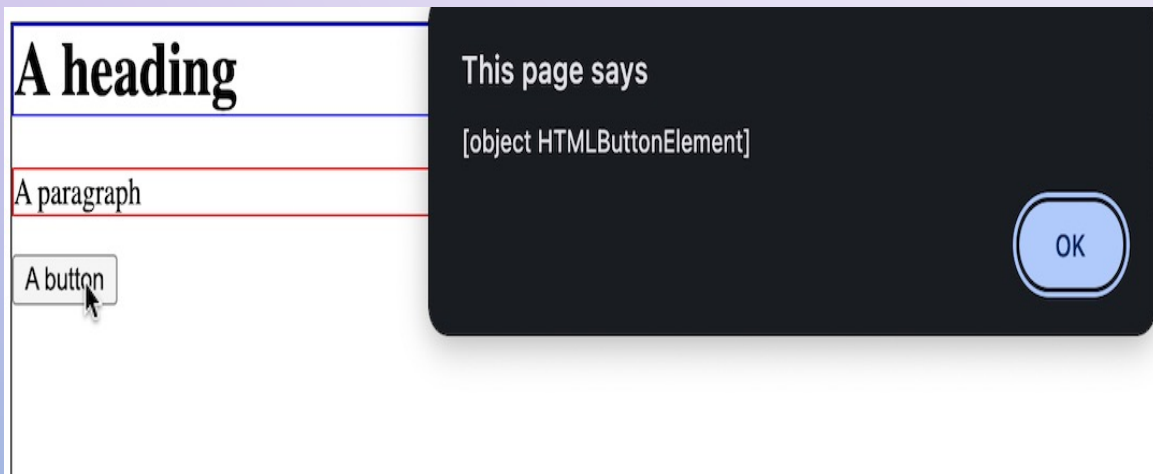 A heading
A paragraph
A button
This page says
[object HTMLButtonElement]
OK